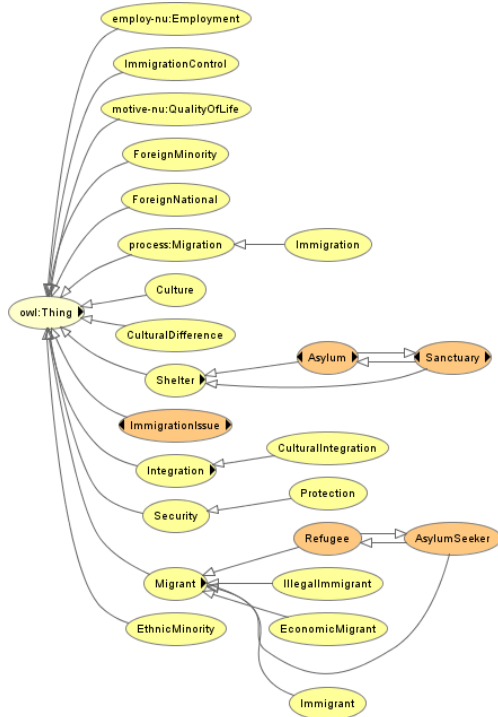 employ-nu:Employment
ImmigrationControl
motive-nu:QualityOfLife
ForeignMinority
ForeignNational
process:Migration
Immigration
Culture
owl:Thing
CulturalDifference
Asylum
Sanctuary
Shelter
ImmigrationIssue
CulturalIntegration
Integration
Protection
Security
Refugee
AsylumSeeker
Migrant
IllegalImmigrant
EthnicMinority
EconomicMigrant
Immigrant